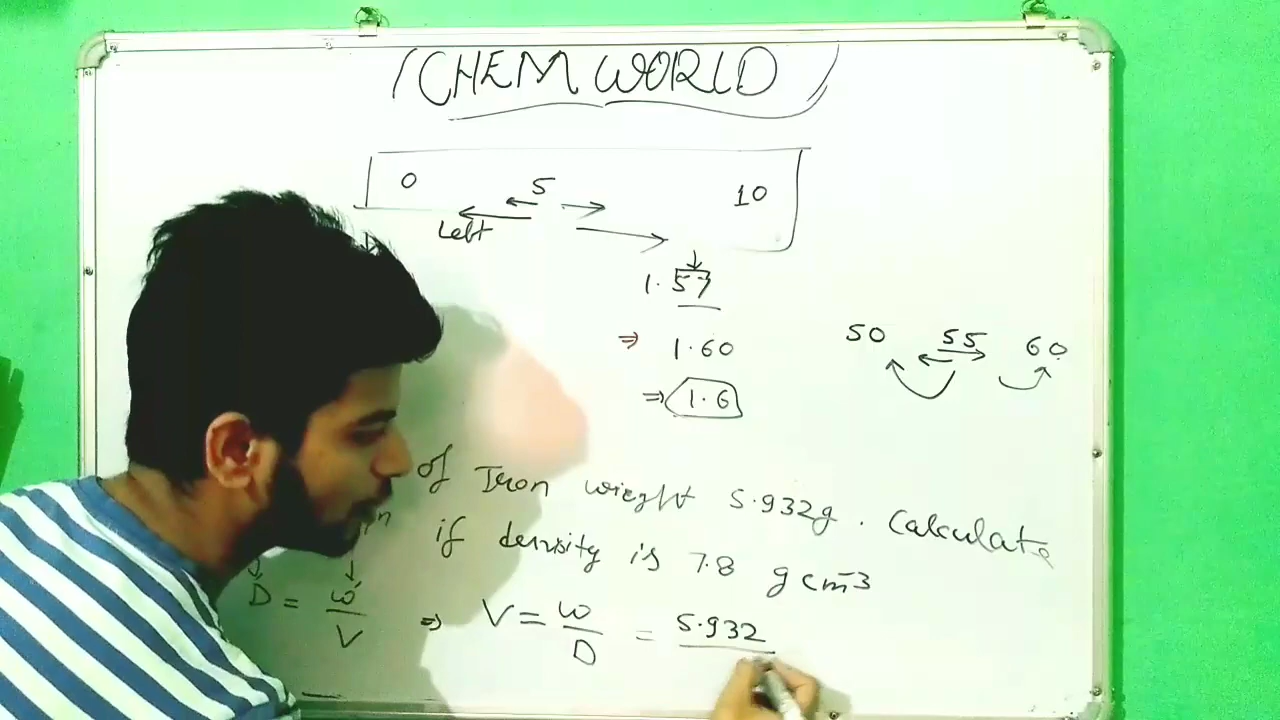 CHEM WORLD
0 5 10
Left
1.57
⇒ 1.60
50 55 60
⇒ 1.6
of Iron wieght 5.932g. Calculate
if density is 7.8 g cm-3
D = w/V ⇒ V = w/D = 5.932